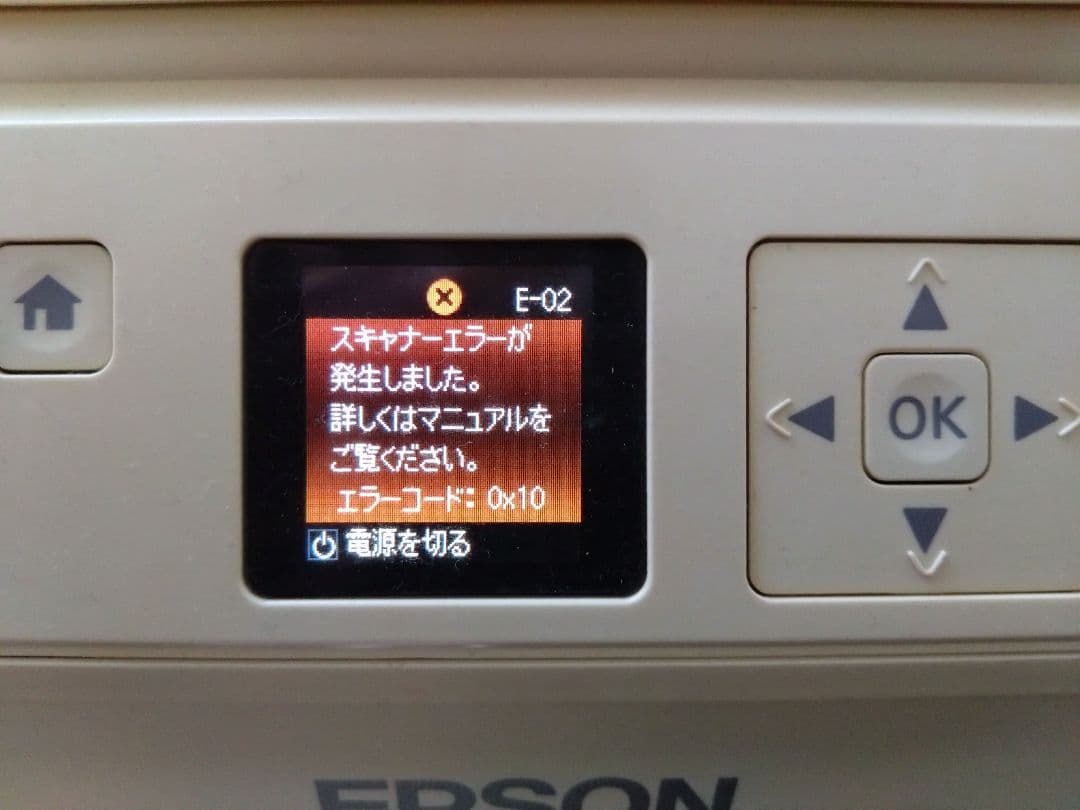 E-02
スキャナーエラーが
発生しました。
詳しくはマニュアルを
ご覧ください。
エラーコード: 0x10
電源を切る
OK
EPSON